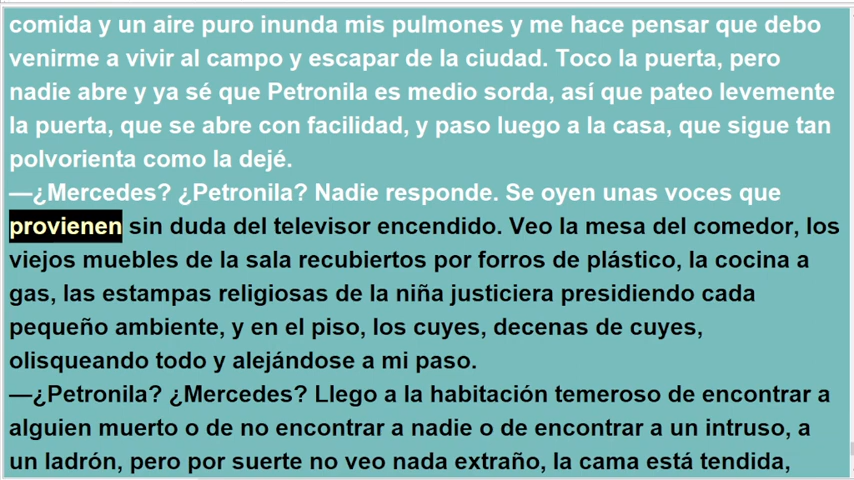 comida y un aire puro inunda mis pulmones y me hace pensar que debo
venirme a vivir al campo y escapar de la ciudad. Toco la puerta, pero
nadie abre y ya sé que Petronila es medio sorda, así que pateo levemente
la puerta, que se abre con facilidad, y paso luego a la casa, que sigue tan
polvorienta como la dejé.
—¿Mercedes? ¿Petronila? Nadie responde. Se oyen unas voces que
provienen sin duda del televisor encendido. Veo la mesa del comedor, los
viejos muebles de la sala recubiertos por forros de plástico, la cocina a
gas, las estampas religiosas de la niña justiciera presidiendo cada
pequeño ambiente, y en el piso, los cuyes, decenas de cuyes,
olisqueando todo y alejándose a mi paso.
—¿Petronila? ¿Mercedes? Llego a la habitación temeroso de encontrar a
alguien muerto o de no encontrar a nadie o de encontrar a un intruso, a
un ladrón, pero por suerte no veo nada extraño, la cama está tendida,